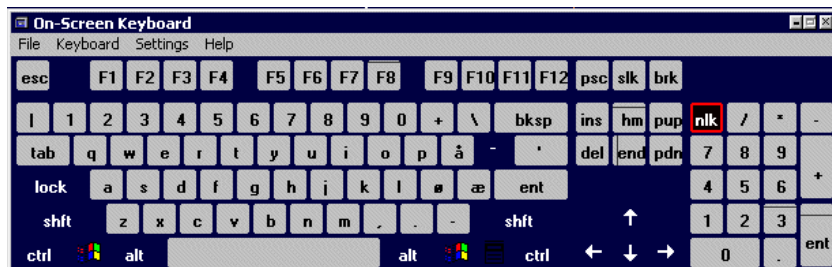 On-Screen Keyboard
File Keyboard Settings Help
esc F1 F2 F3 F4 F5 F6 F7 F8 F9 F10 F11 F12 psc slk brk
| 1 2 3 4 5 6 7 8 9 0 + \ bksp ins hm pup nlk / * -
tab q w e r t y u i o p å ¨ ' del end pdn 7 8 9 +
lock a s d f g h j k l ø æ ent 4 5 6
shft z x c v b n m , . - shft ↑ 1 2 3 ent
ctrl alt alt ctrl ← ↓ → 0 .